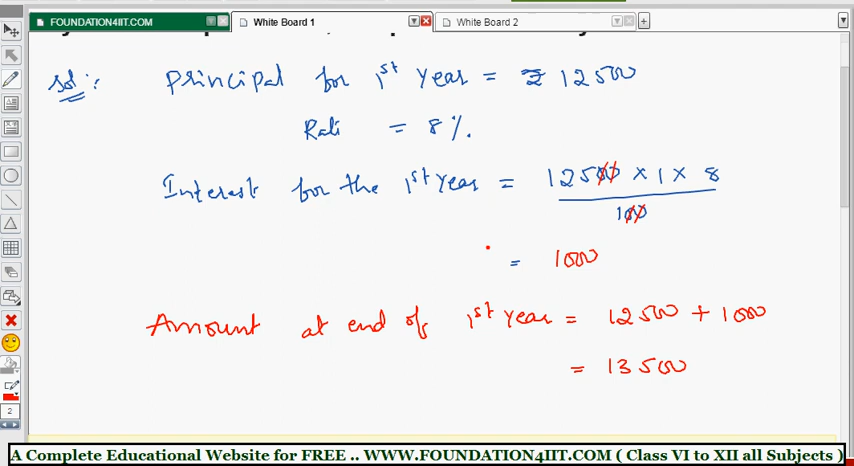 FOUNDATION4IIT.COM
White Board 1
White Board 2
Sol :
Principal for 1st Year = ₹ 12500
Rate = 8 %.
Interest for the 1st Year = 12500 × 1 × 8
100
= 1000
Amount at end of 1st Year = 12500 + 1000
= 13500
2
A Complete Educational Website for FREE .. WWW.FOUNDATION4IIT.COM ( Class VI to XII all Subjects )